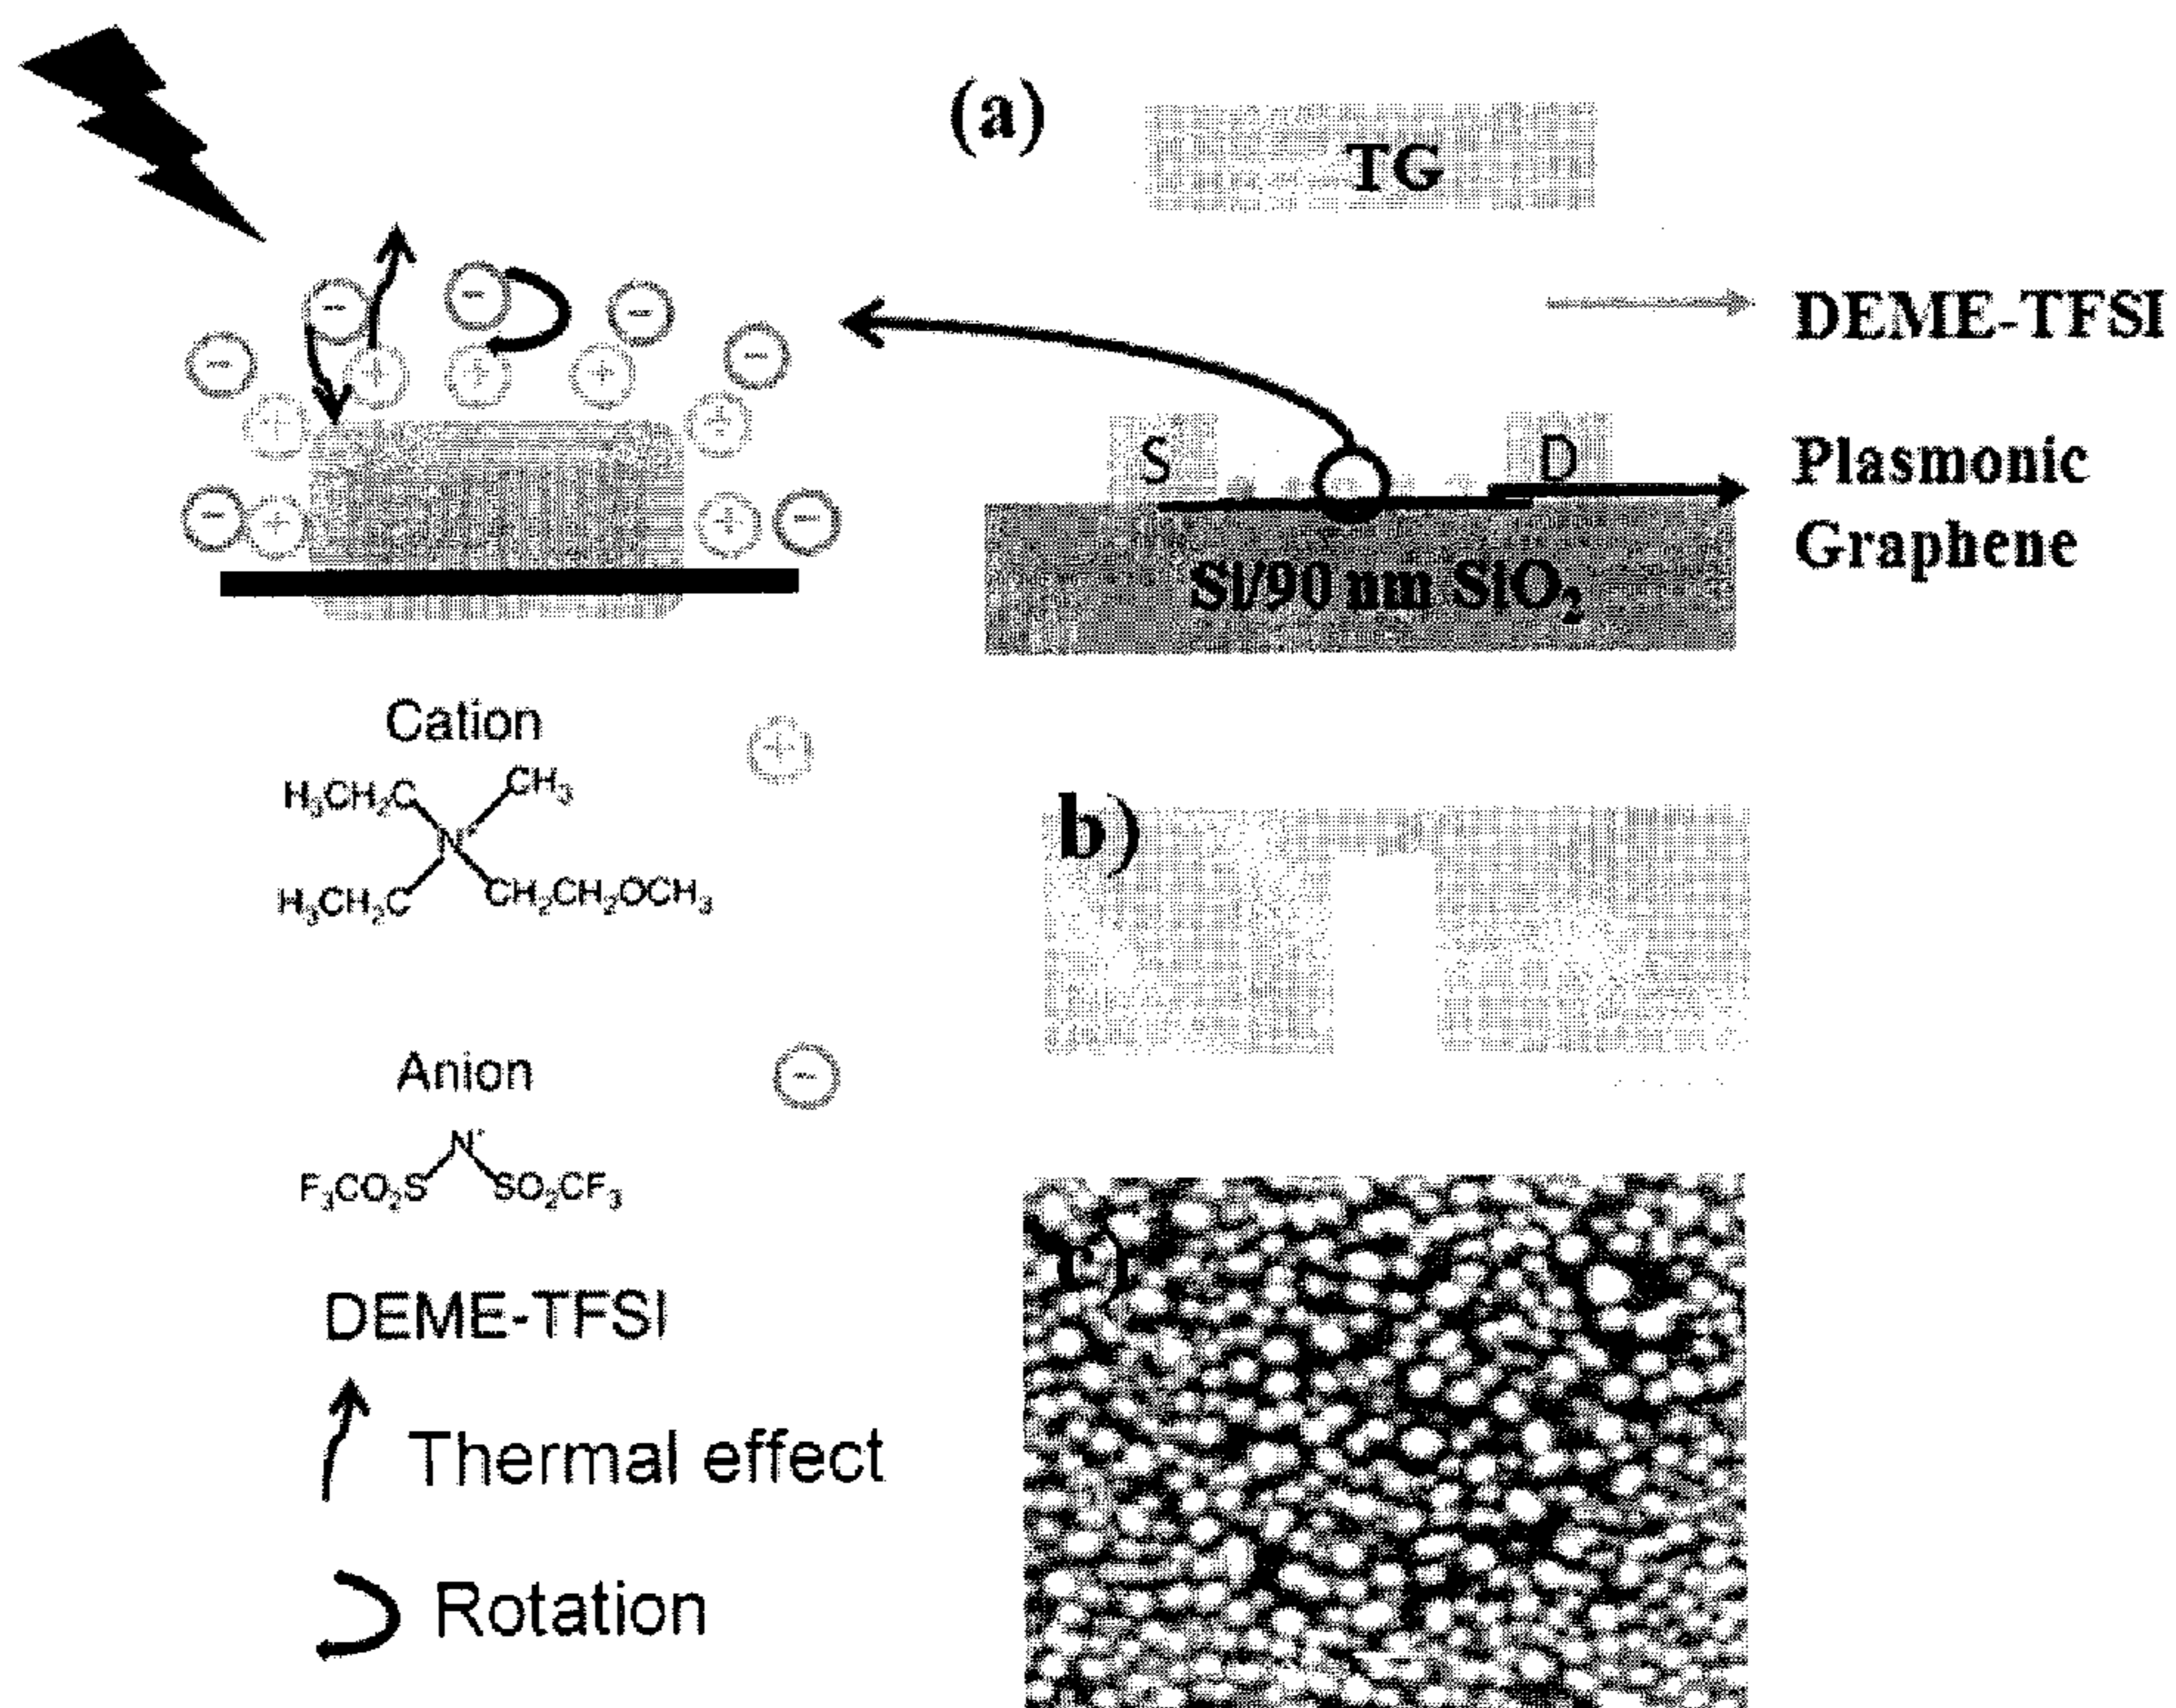 (a)
TG
DEME-TFSI
S
D
Plasmonic
Graphene
Si/90 nm SiO₂
Cation
+
H₃CH₂C
CH₃
N⁺
H₃CH₂C
CH₂CH₂OCH₃
b)
Anion
-
N⁻
F₃CO₂S
SO₂CF₃
DEME-TFSI
c)
Thermal effect
Rotation